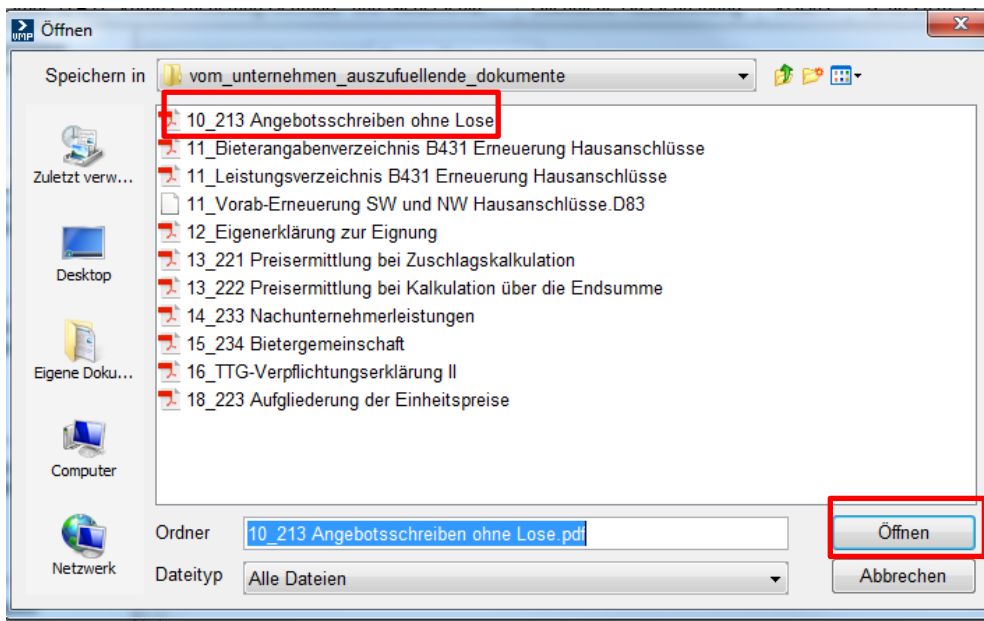 VMP Öffnen
Speichern in vom_unternehmen_auszufuellende_dokumente
10_213 Angebotsschreiben ohne Lose
11_Bieterangabenverzeichnis B431 Erneuerung Hausanschlüsse
11_Leistungsverzeichnis B431 Erneuerung Hausanschlüsse
11_Vorab-Erneuerung SW und NW Hausanschlüsse.D83
12_Eigenerklärung zur Eignung
13_221 Preisermittlung bei Zuschlagskalkulation
13_222 Preisermittlung bei Kalkulation über die Endsumme
14_233 Nachunternehmerleistungen
15_234 Bietergemeinschaft
16_TTG-Verpflichtungserklärung II
18_223 Aufgliederung der Einheitspreise
Zuletzt verw...
Desktop
Eigene Doku...
Computer
Netzwerk
Ordner 10_213 Angebotsschreiben ohne Lose.pdf Öffnen
Dateityp Alle Dateien Abbrechen